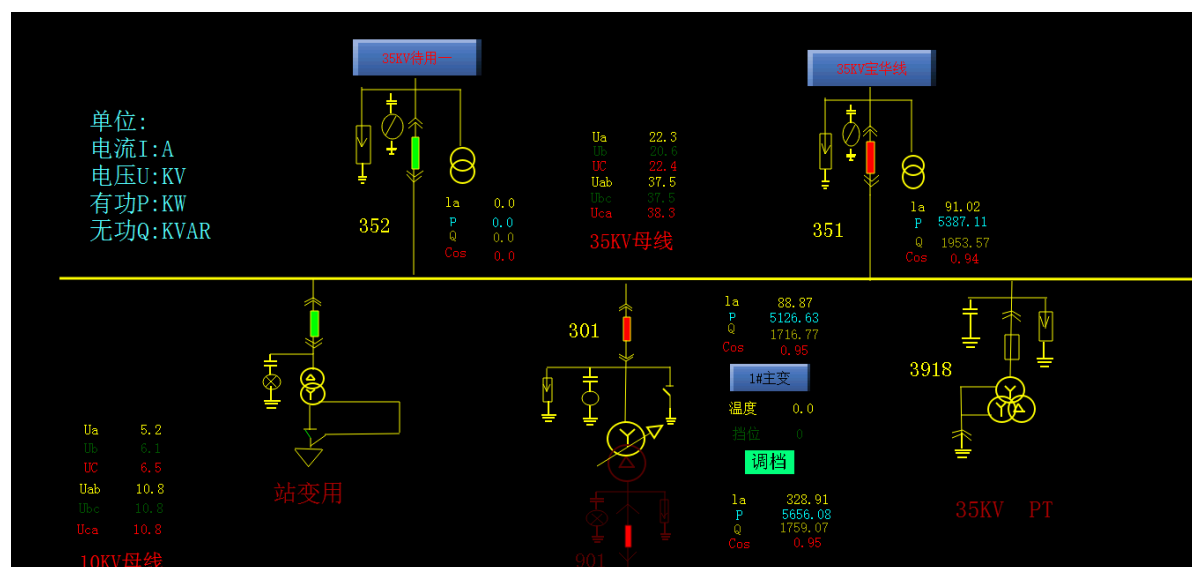 35KV待用一
35KV宝华线
单位:
电流I:A
电压U:KV
有功P:KW
无功Q:KVAR
352
Ia 0.0
P 0.0
Q 0.0
Cos 0.0
Ua 22.3
Ub 20.6
UC 22.4
Uab 37.5
Ubc 37.5
Uca 38.3
35KV母线
351
Ia 91.02
P 5387.11
Q 1953.57
Cos 0.94
301
Ia 88.87
P 5126.63
Q 1716.77
Cos 0.95
1#主变
温度 0.0
挡位 0
调档
Ia 328.91
P 5656.08
Q 1759.07
Cos 0.95
3918
35KV PT
站变用
Ua 5.2
Ub 6.1
UC 6.5
Uab 10.8
Ubc 10.8
Uca 10.8
10KV母线
901